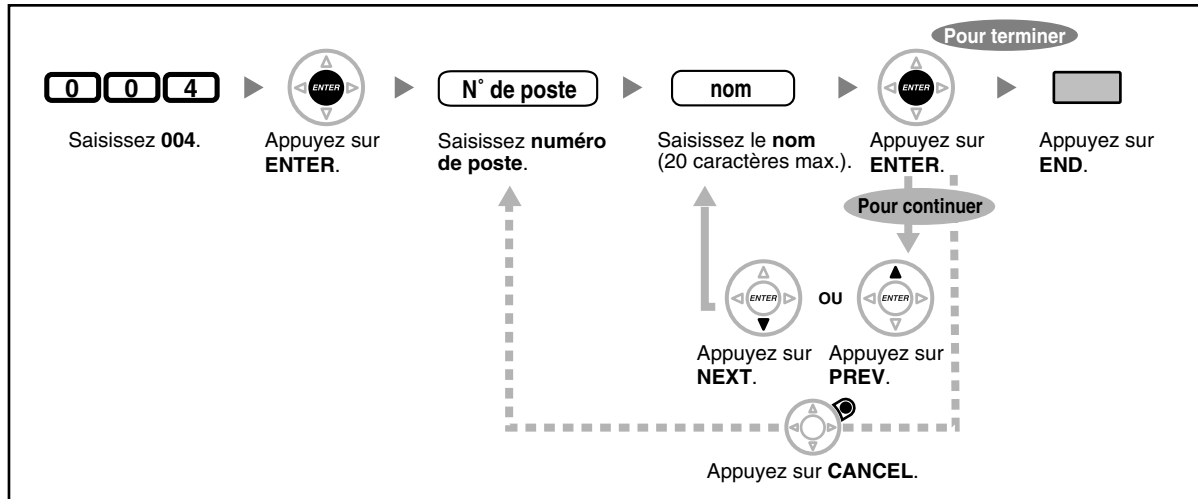 Pour terminer
0 0 4
ENTER
N° de poste
nom
ENTER
Saisissez 004.
Appuyez sur
ENTER.
Saisissez numéro
de poste.
Saisissez le nom
(20 caractères max.).
Appuyez sur
ENTER.
Appuyez sur
END.
Pour continuer
ENTER
OU
ENTER
Appuyez sur
NEXT.
Appuyez sur
PREV.
Appuyez sur CANCEL.